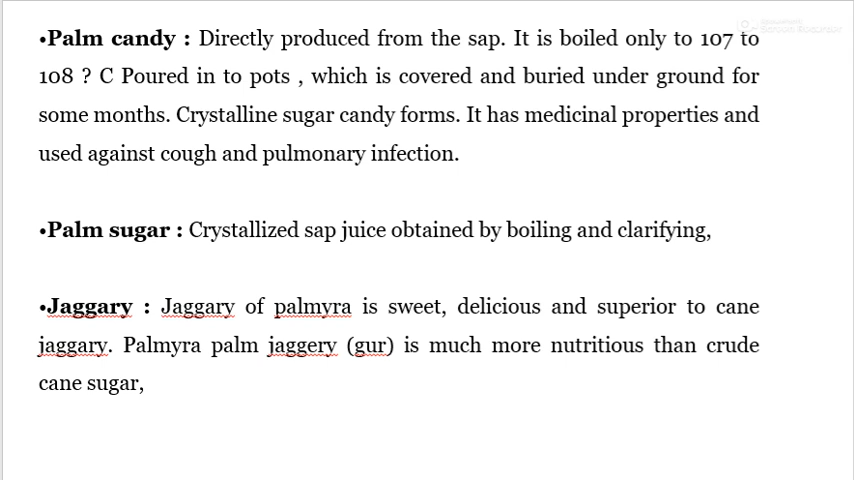 •Palm candy : Directly produced from the sap. It is boiled only to 107 to
108 ? C Poured in to pots , which is covered and buried under ground for
some months. Crystalline sugar candy forms. It has medicinal properties and
used against cough and pulmonary infection.
•Palm sugar : Crystallized sap juice obtained by boiling and clarifying,
•Jaggary : Jaggary of palmyra is sweet, delicious and superior to cane
jaggary. Palmyra palm jaggery (gur) is much more nutritious than crude
cane sugar,